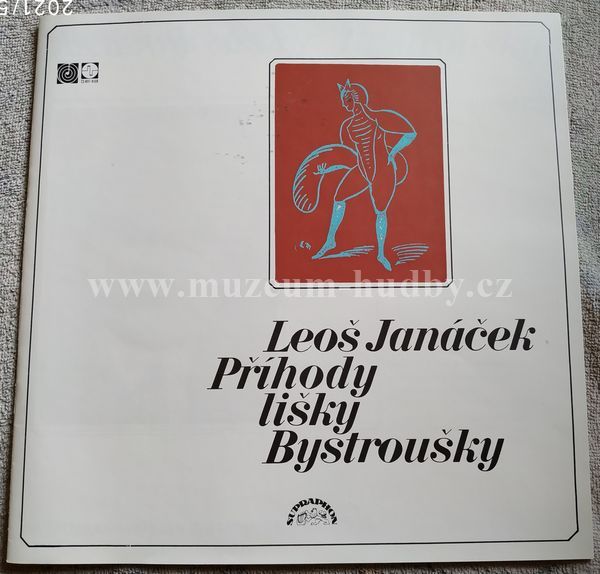 2021/5
www.muzeum-hudby.cz
Leoš Janáček
Příhody
lišky
Bystroušky
SUPRAPHON